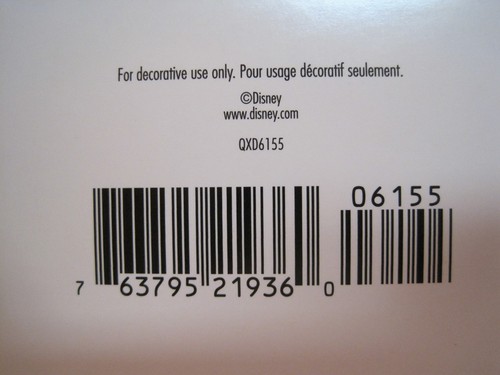 For decorative use only. Pour usage décoratif seulement.
©Disney
www.disney.com
QXD6155
06155
7 63795 21936 0